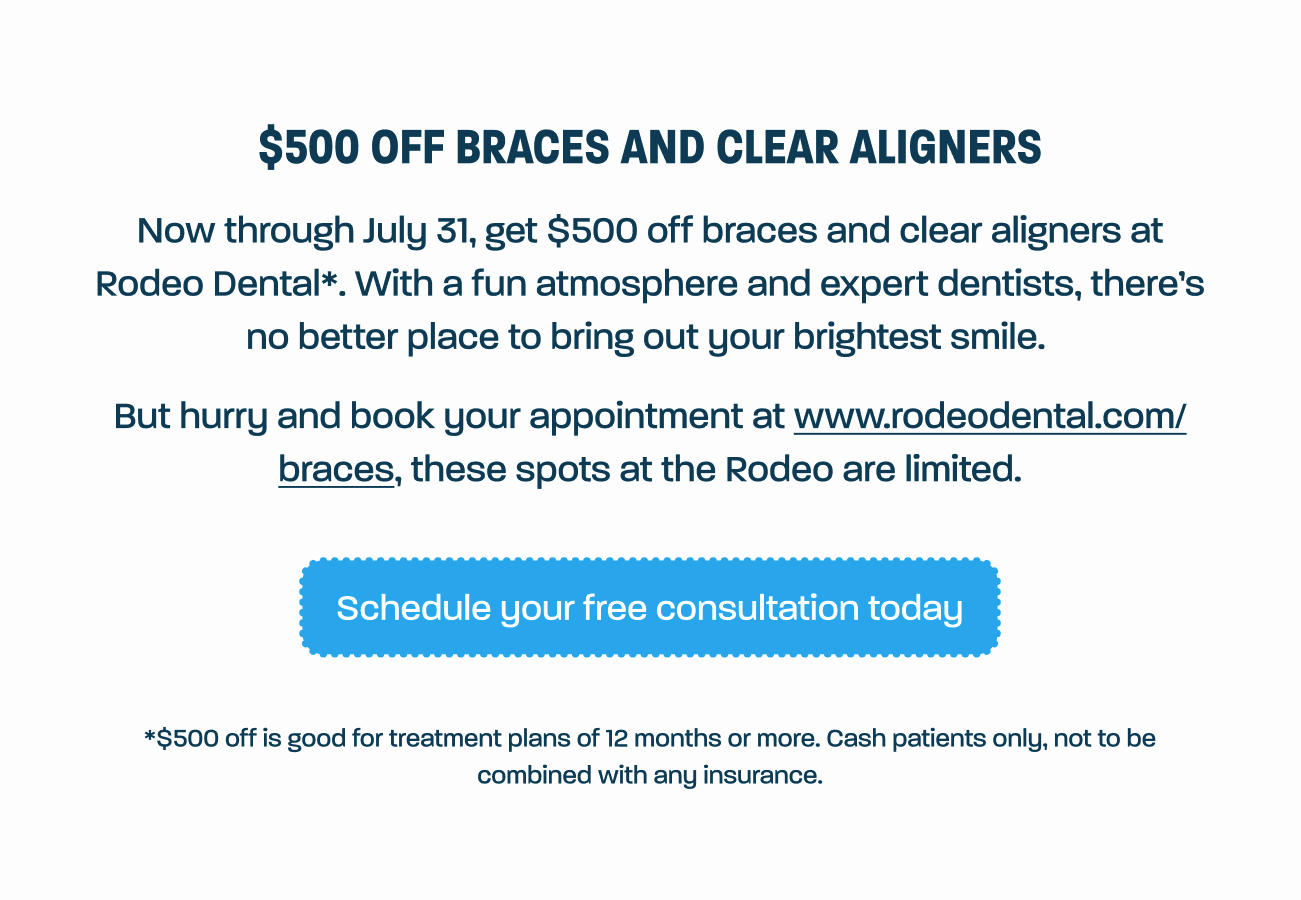 $500 OFF BRACES AND CLEAR ALIGNERS
Now through July 31, get $500 off braces and clear aligners at
Rodeo Dental*. With a fun atmosphere and expert dentists, there’s
no better place to bring out your brightest smile.
But hurry and book your appointment at www.rodeodental.com/
braces, these spots at the Rodeo are limited.
Schedule your free consultation today
*$500 off is good for treatment plans of 12 months or more. Cash patients only, not to be
combined with any insurance.